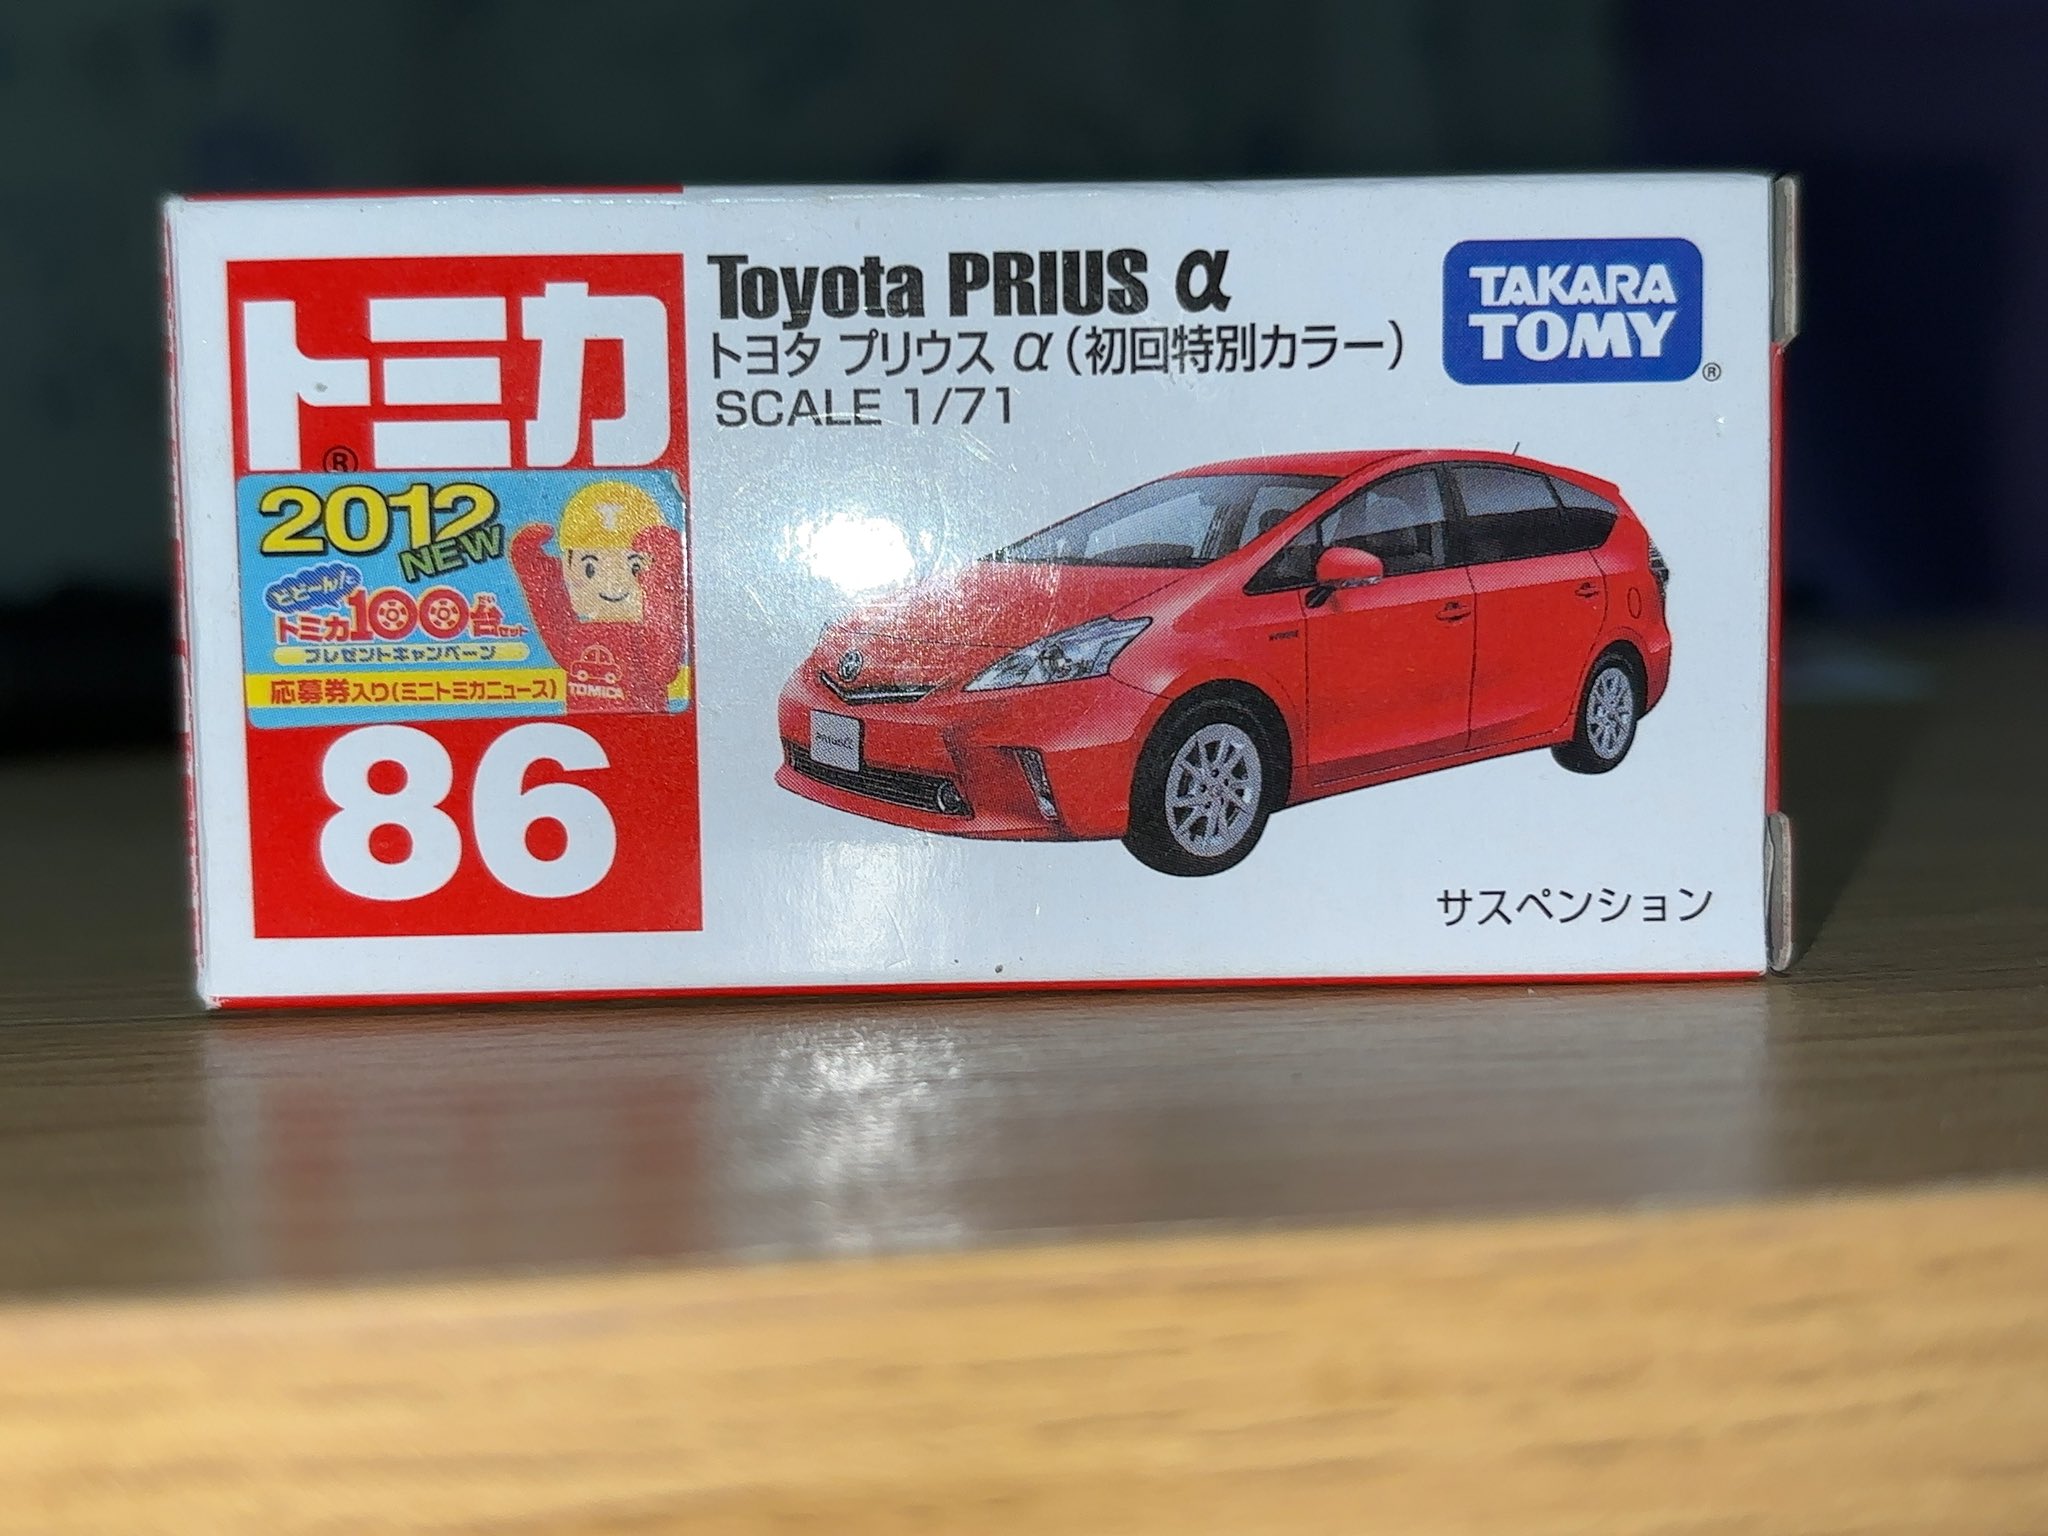 トミカ
®
2012
NEW
どどーん!と
トミカ100台セット
プレゼントキャンペーン
応募券入り(ミニトミカニュース)
TOMICA
86
Toyota PRIUS α
トヨタ プリウス α(初回特別カラー)
SCALE 1/71
TAKARA
TOMY
®
サスペンション